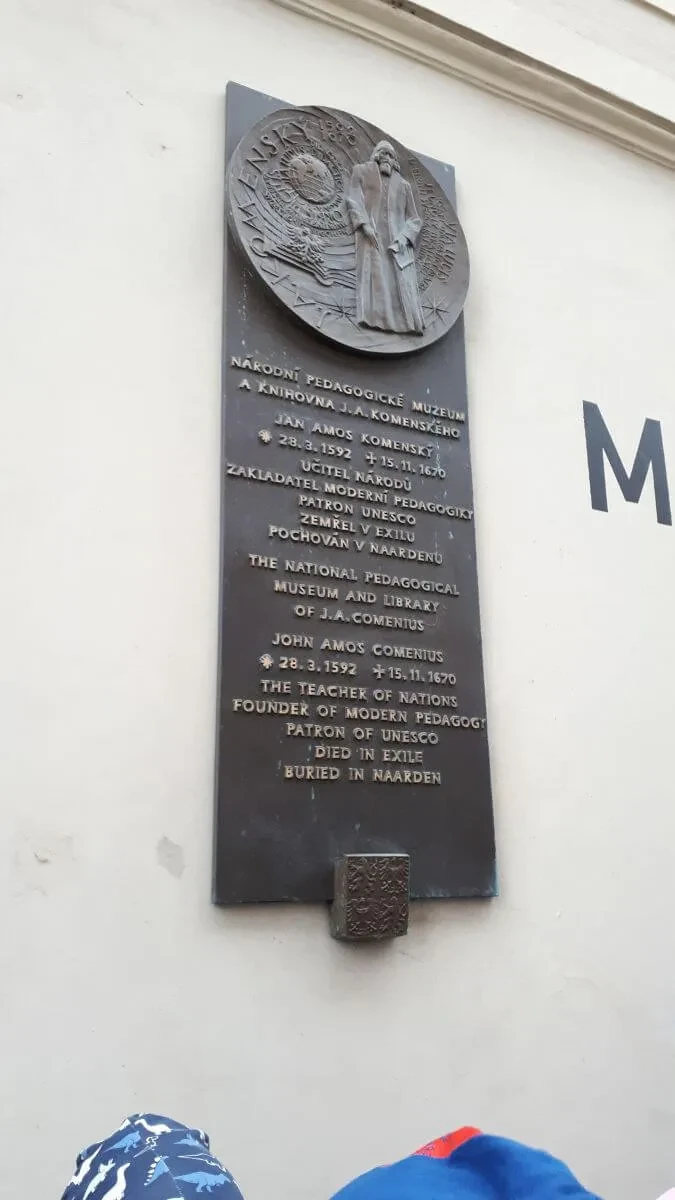 J.A. KOMENSKÝ
VIA LUCIS
NÁRODNÍ PEDAGOGICKÉ MUZEUM
A KNIHOVNA J.A.KOMENSKÉHO
JAN AMOS KOMENSKÝ
* 28.3.1592 ✝15.11.1670
UČITEL NÁRODŮ
ZAKLADATEL MODERNÍ PEDAGOGIKY
PATRON UNESCO
ZEMŘEL V EXILU
POCHOVÁN V NAARDENU
THE NATIONAL PEDAGOGICAL
MUSEUM AND LIBRARY
OF J.A.COMENIUS
JOHN AMOS COMENIUS
* 28.3.1592 ✝15.11.1670
THE TEACHER OF NATIONS
FOUNDER OF MODERN PEDAGOGY
PATRON OF UNESCO
DIED IN EXILE
BURIED IN NAARDEN
M